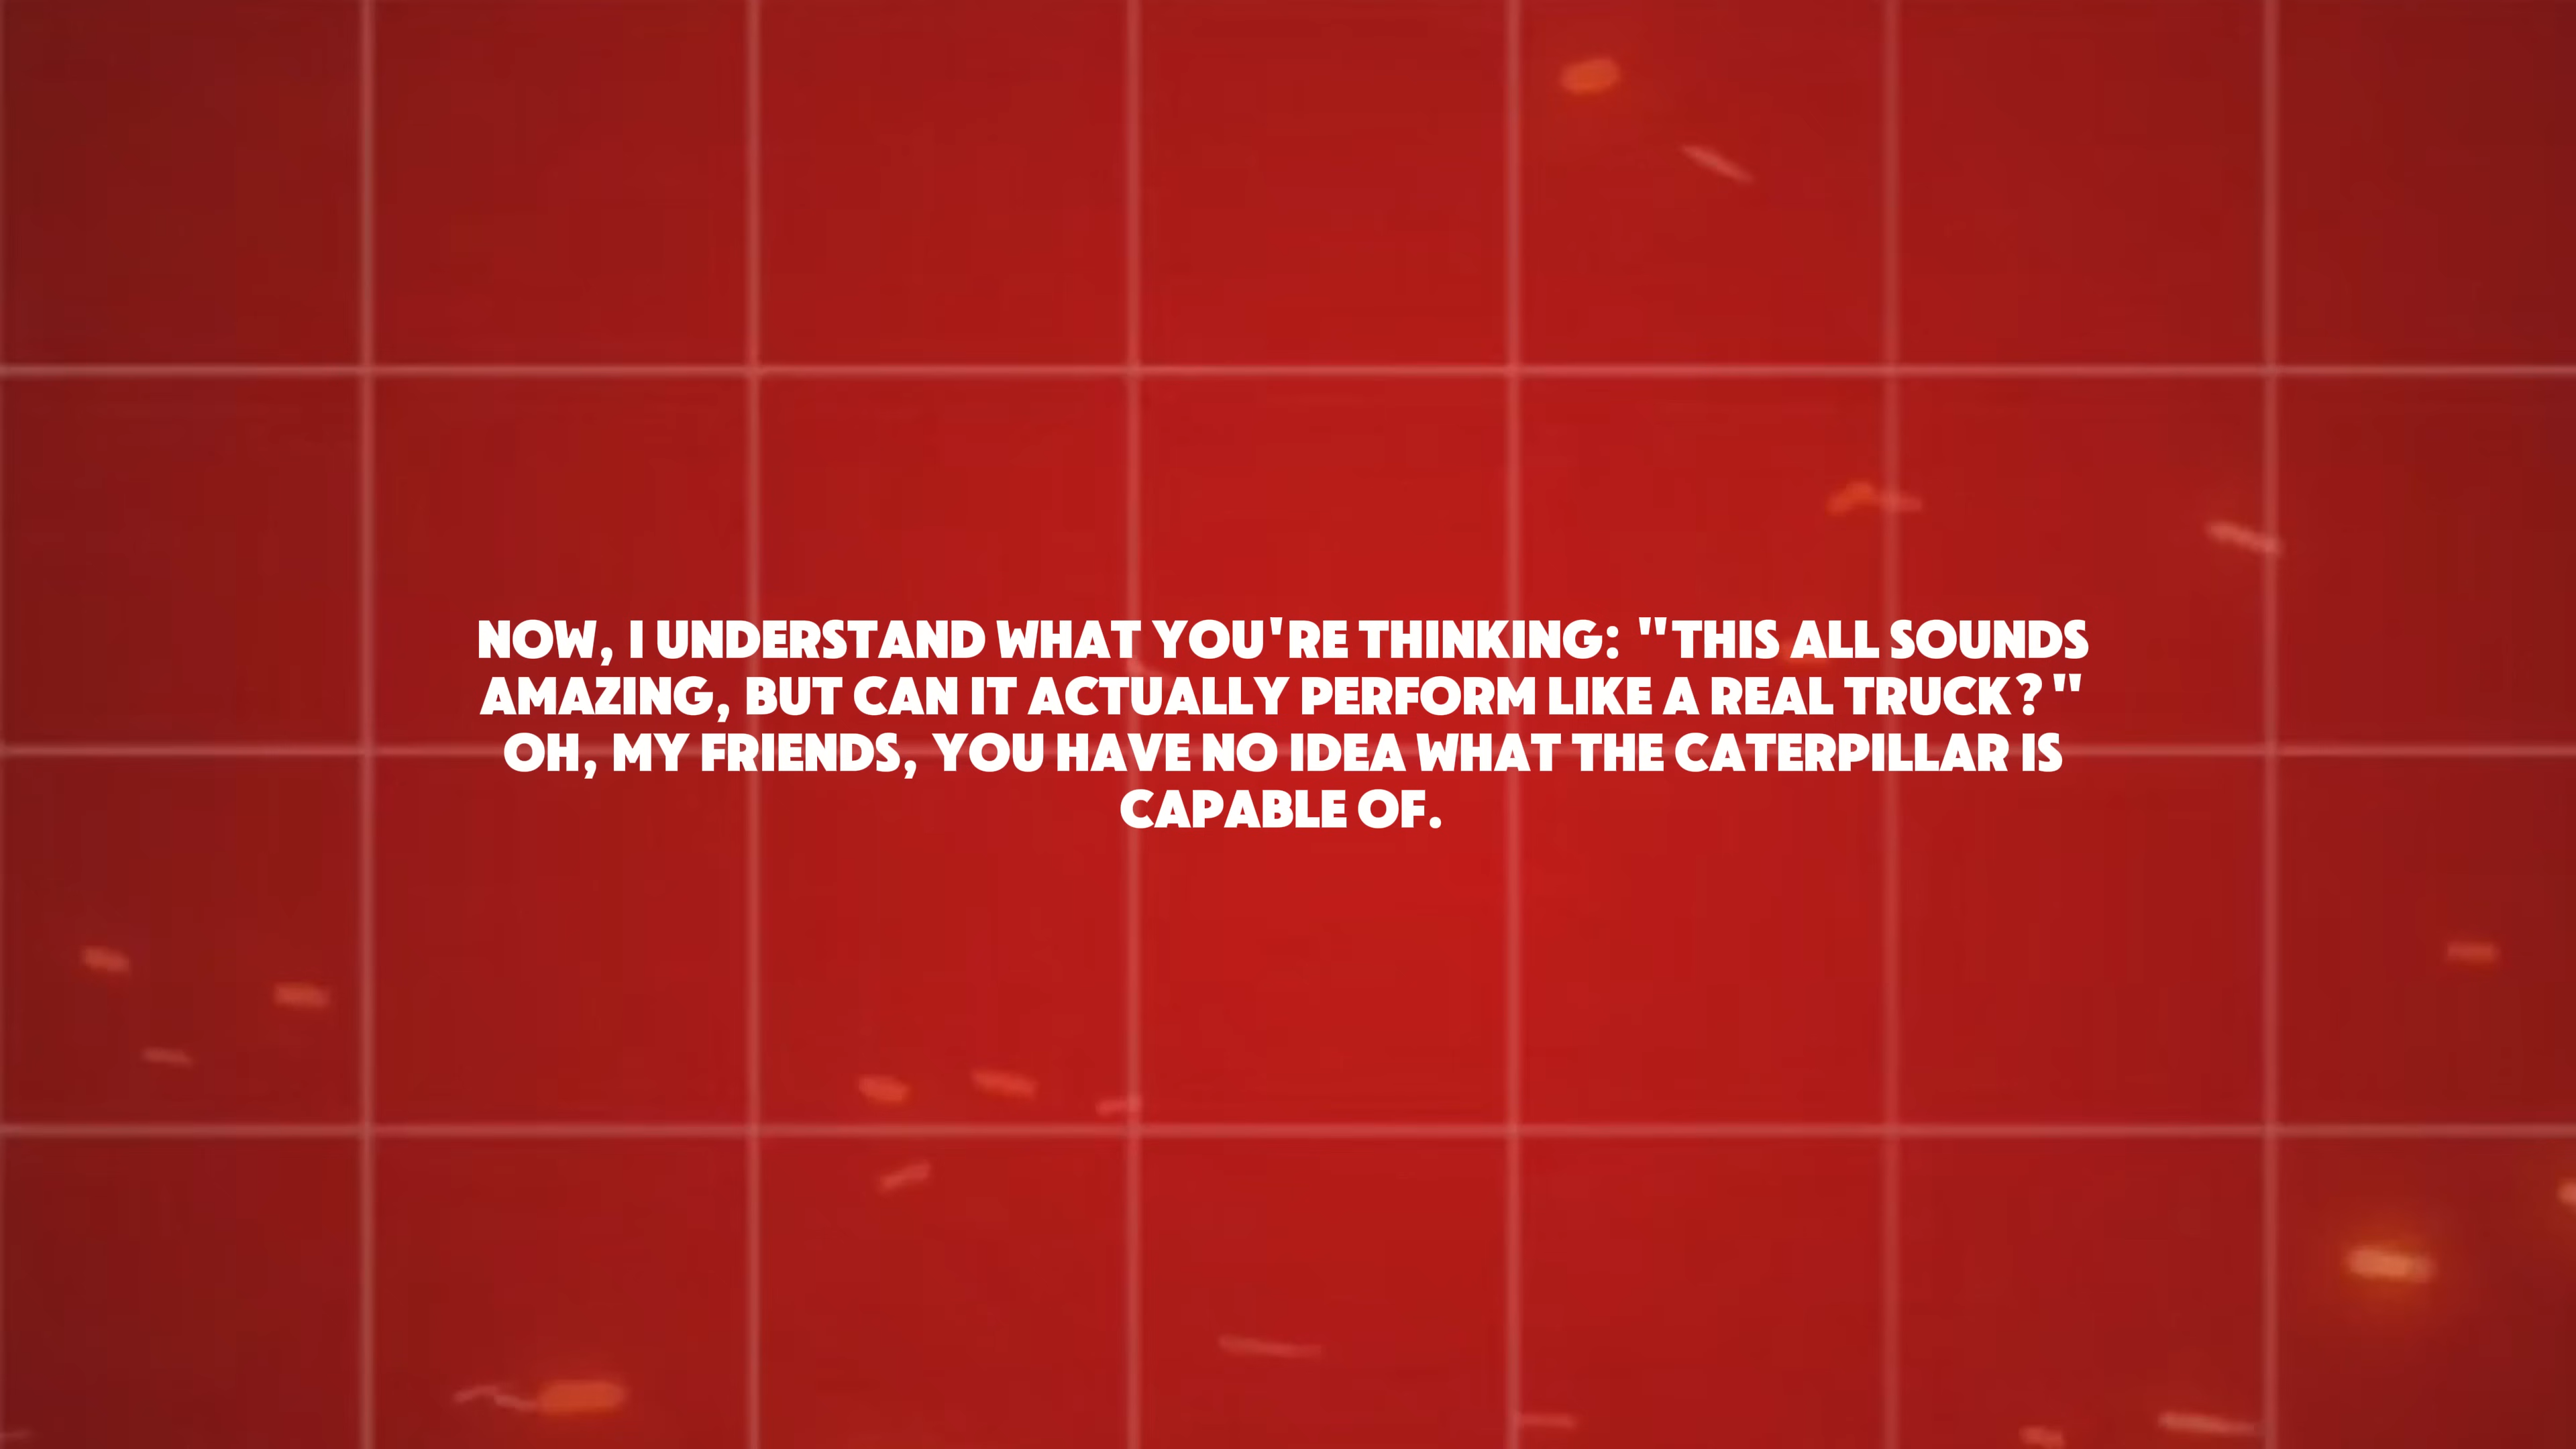 NOW, I UNDERSTAND WHAT YOU'RE THINKING: "THIS ALL SOUNDS
AMAZING, BUT CAN IT ACTUALLY PERFORM LIKE A REAL TRUCK?"
OH, MY FRIENDS, YOU HAVE NO IDEA WHAT THE CATERPILLAR IS
CAPABLE OF.